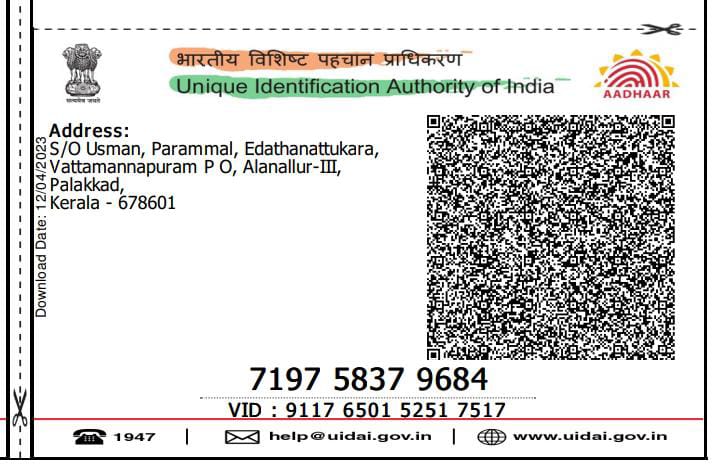 भारतीय विशिष्ट पहचान प्राधिकरण
Unique Identification Authority of India
सत्यमेव जयते
AADHAAR
Address:
S/O Usman, Parammal, Edathanattukara,
Vattamannapuram P O, Alanallur-III,
Palakkad,
Kerala - 678601
Download Date: 12/04/2023
7197 5837 9684
VID : 9117 6501 5251 7517
1947 | help@uidai.gov.in | www.uidai.gov.in